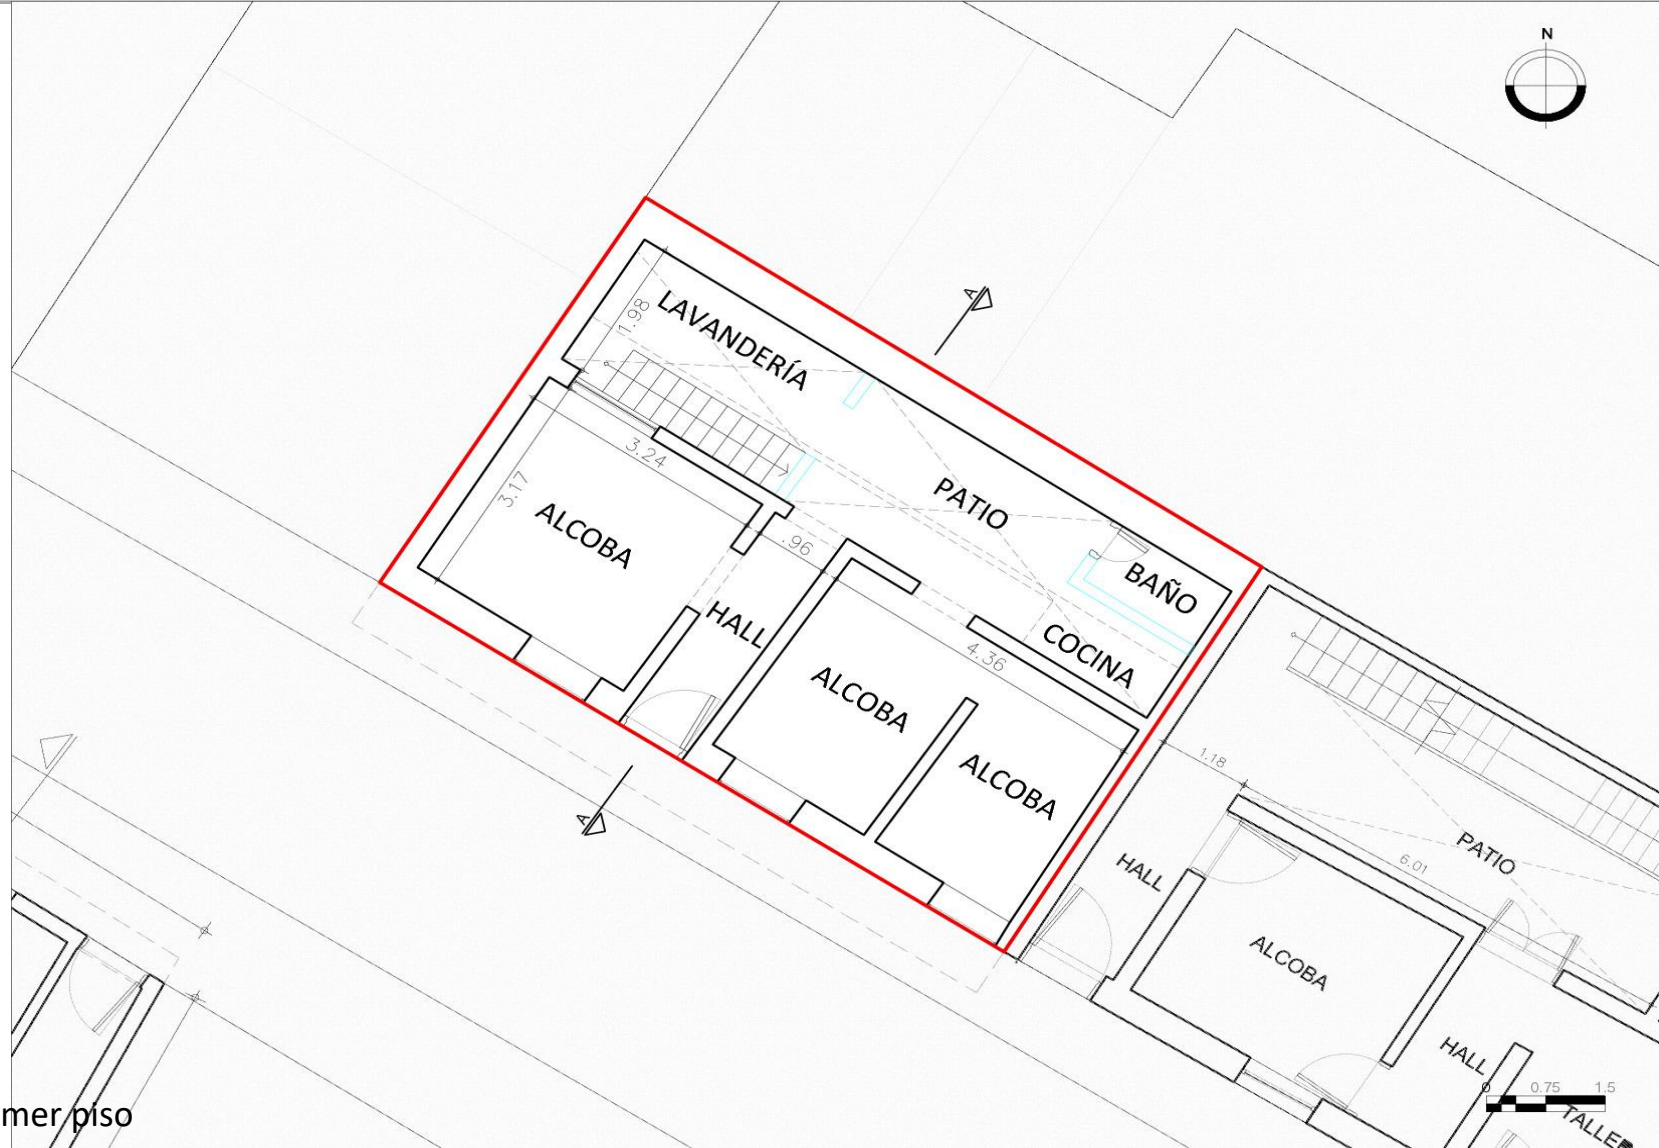 N
A
1.98
LAVANDERÍA
3.24
3.17
PATIO
ALCOBA
.96
BAÑO
HALL
COCINA
4.36
ALCOBA
ALCOBA
A
1.18
PATIO
6.01
HALL
ALCOBA
HALL
0 0.75 1.5
TALLE
mer piso